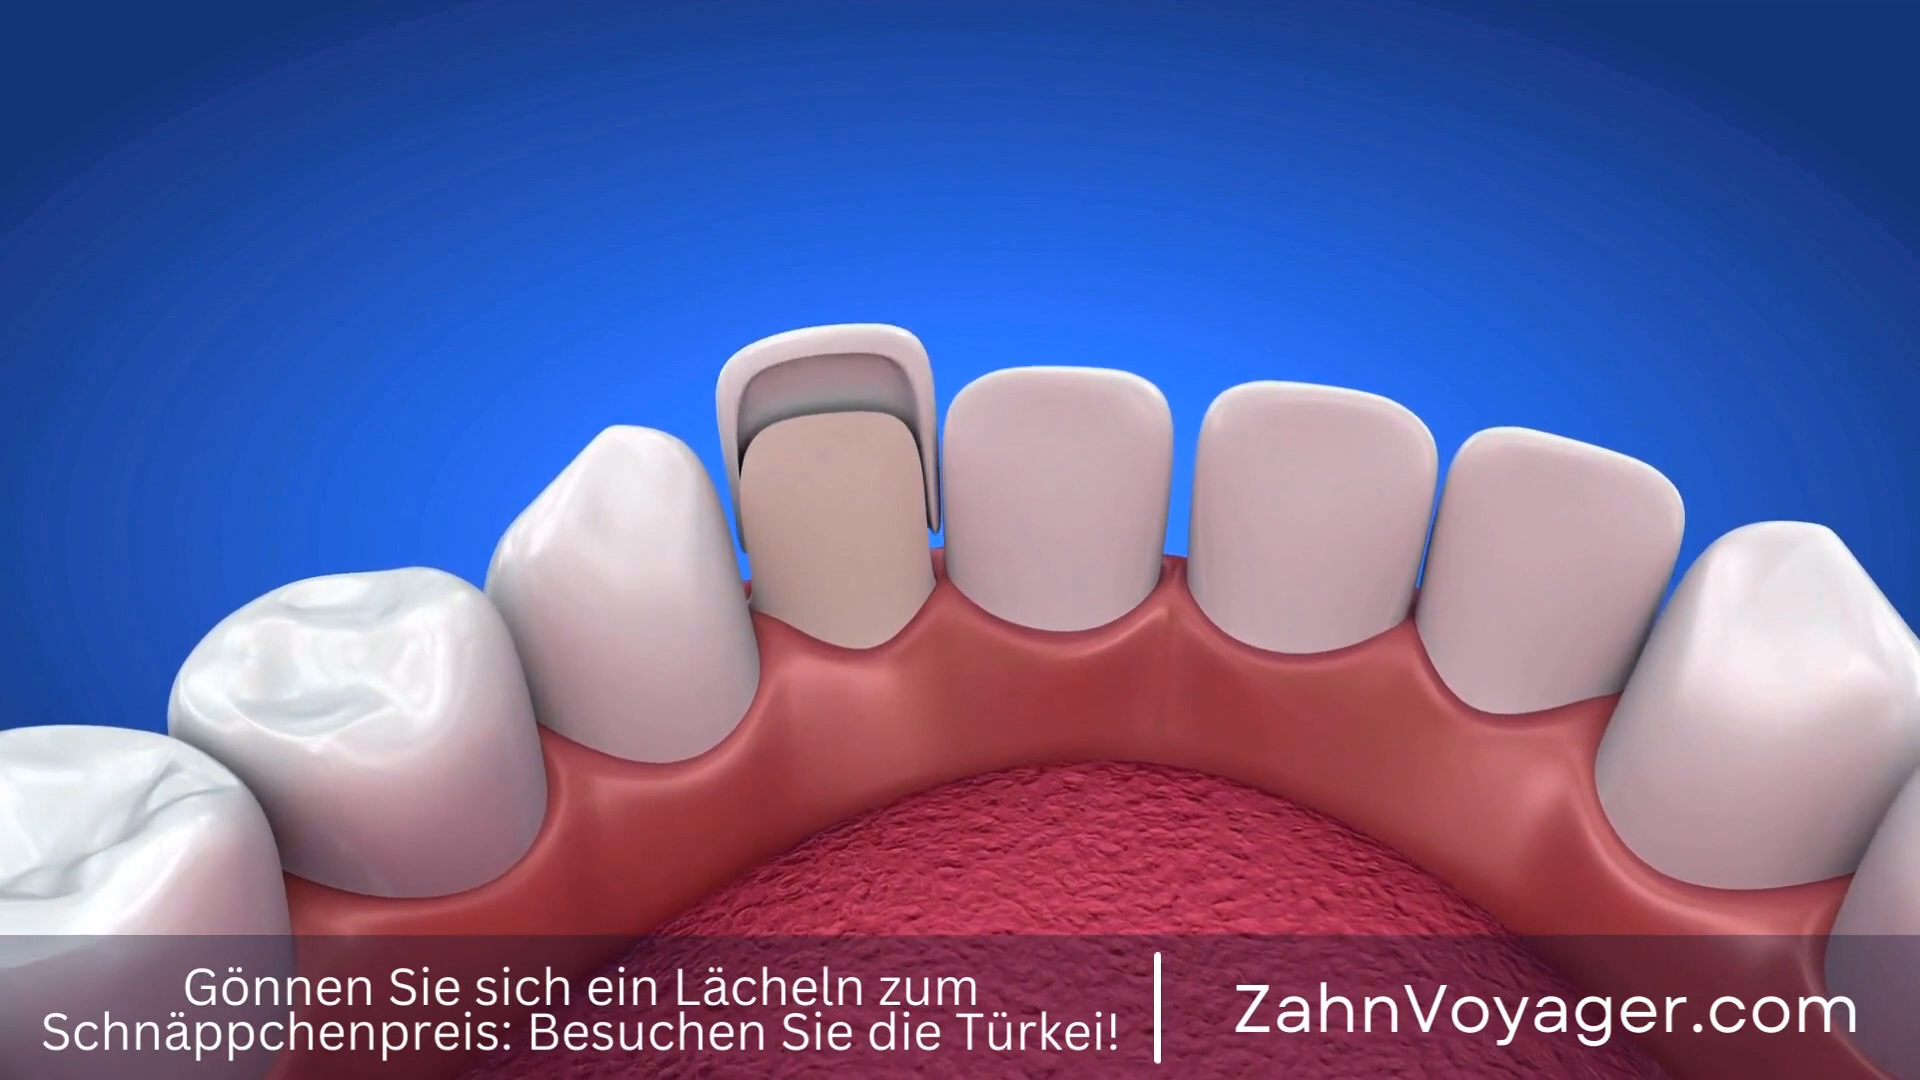 Gönnen Sie sich ein Lächeln zum
Schnäppchenpreis: Besuchen Sie die Türkei!
ZahnVoyager.com